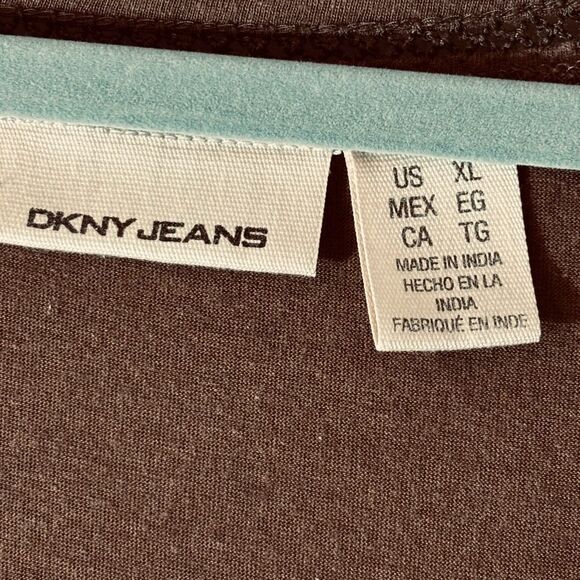 DKNY JEANS
US XL
MEX EG
CA TG
MADE IN INDIA
HECHO EN LA
INDIA
FABRIQUÉ EN INDE